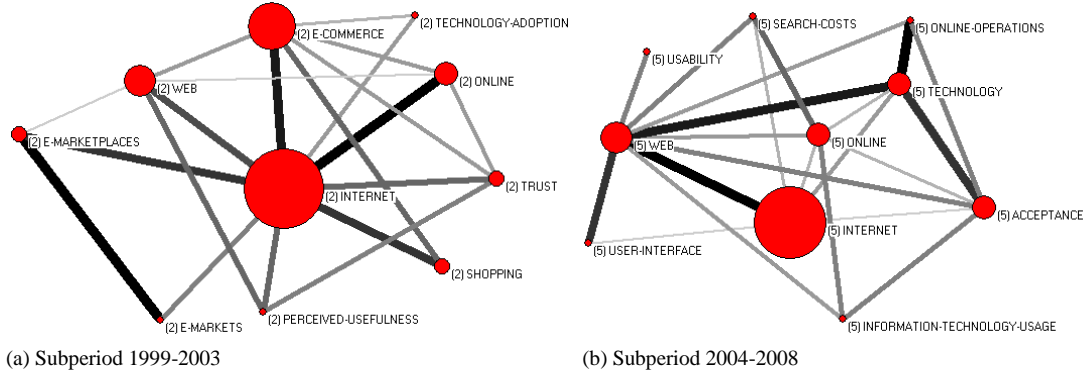 (2) TECHNOLOGY-ADOPTION
(2) E-COMMERCE
(2) ONLINE
(2) WEB
(2) E-MARKETPLACES
(2) TRUST
(2) INTERNET
(2) SHOPPING
(2) PERCEIVED-USEFULNESS
(2) E-MARKETS
(a) Subperiod 1999-2003
(5) SEARCH-COSTS
(5) ONLINE-OPERATIONS
(5) USABILITY
(5) TECHNOLOGY
(5) WEB
(5) ONLINE
(5) ACCEPTANCE
(5) INTERNET
(5) USER-INTERFACE
(5) INFORMATION-TECHNOLOGY-USAGE
(b) Subperiod 2004-2008